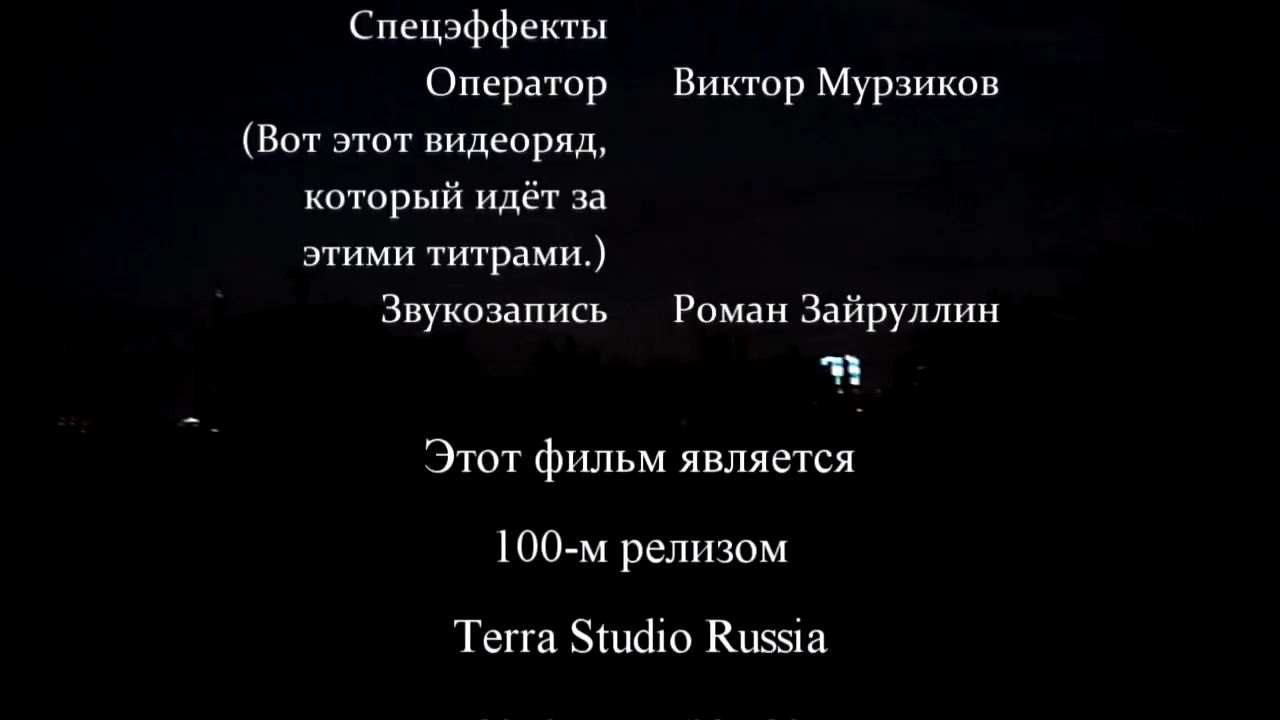 Спецэффекты
Оператор Виктор Мурзиков
(Вот этот видеоряд,
который идёт за
этими титрами.)
Звукозапись Роман Зайруллин
Этот фильм является
100-м релизом
Terra Studio Russia